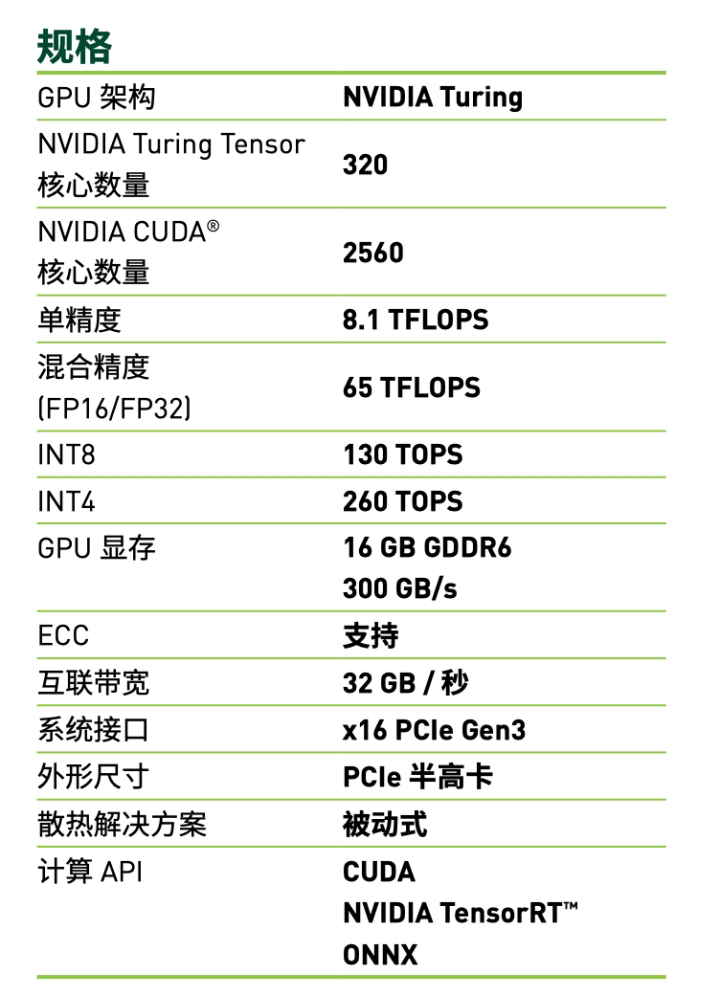 规格
GPU 架构 NVIDIA Turing
NVIDIA Turing Tensor
核心数量 320
NVIDIA CUDA®
核心数量 2560
单精度 8.1 TFLOPS
混合精度
(FP16/FP32) 65 TFLOPS
INT8 130 TOPS
INT4 260 TOPS
GPU 显存 16 GB GDDR6
300 GB/s
ECC 支持
互联带宽 32 GB / 秒
系统接口 x16 PCIe Gen3
外形尺寸 PCIe 半高卡
散热解决方案 被动式
计算 API CUDA
NVIDIA TensorRT™
ONNX